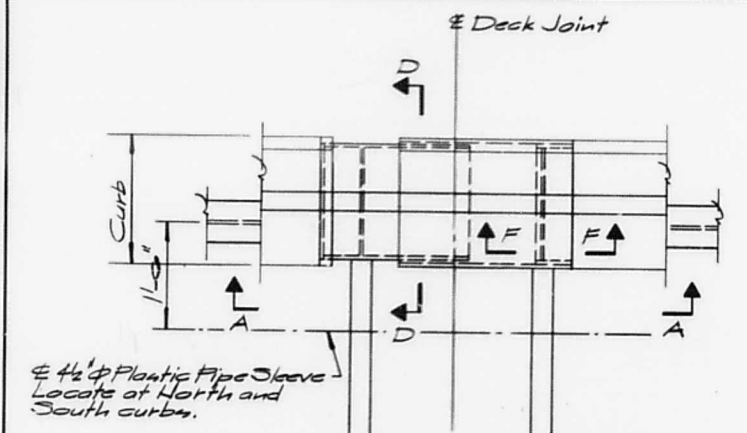 ℄ Deck Joint
D
Curb
1'-0"
F
F
A
D
A
℄ 4½"φ Plastic Pipe Sleeve
Locate at North and
South curbs.